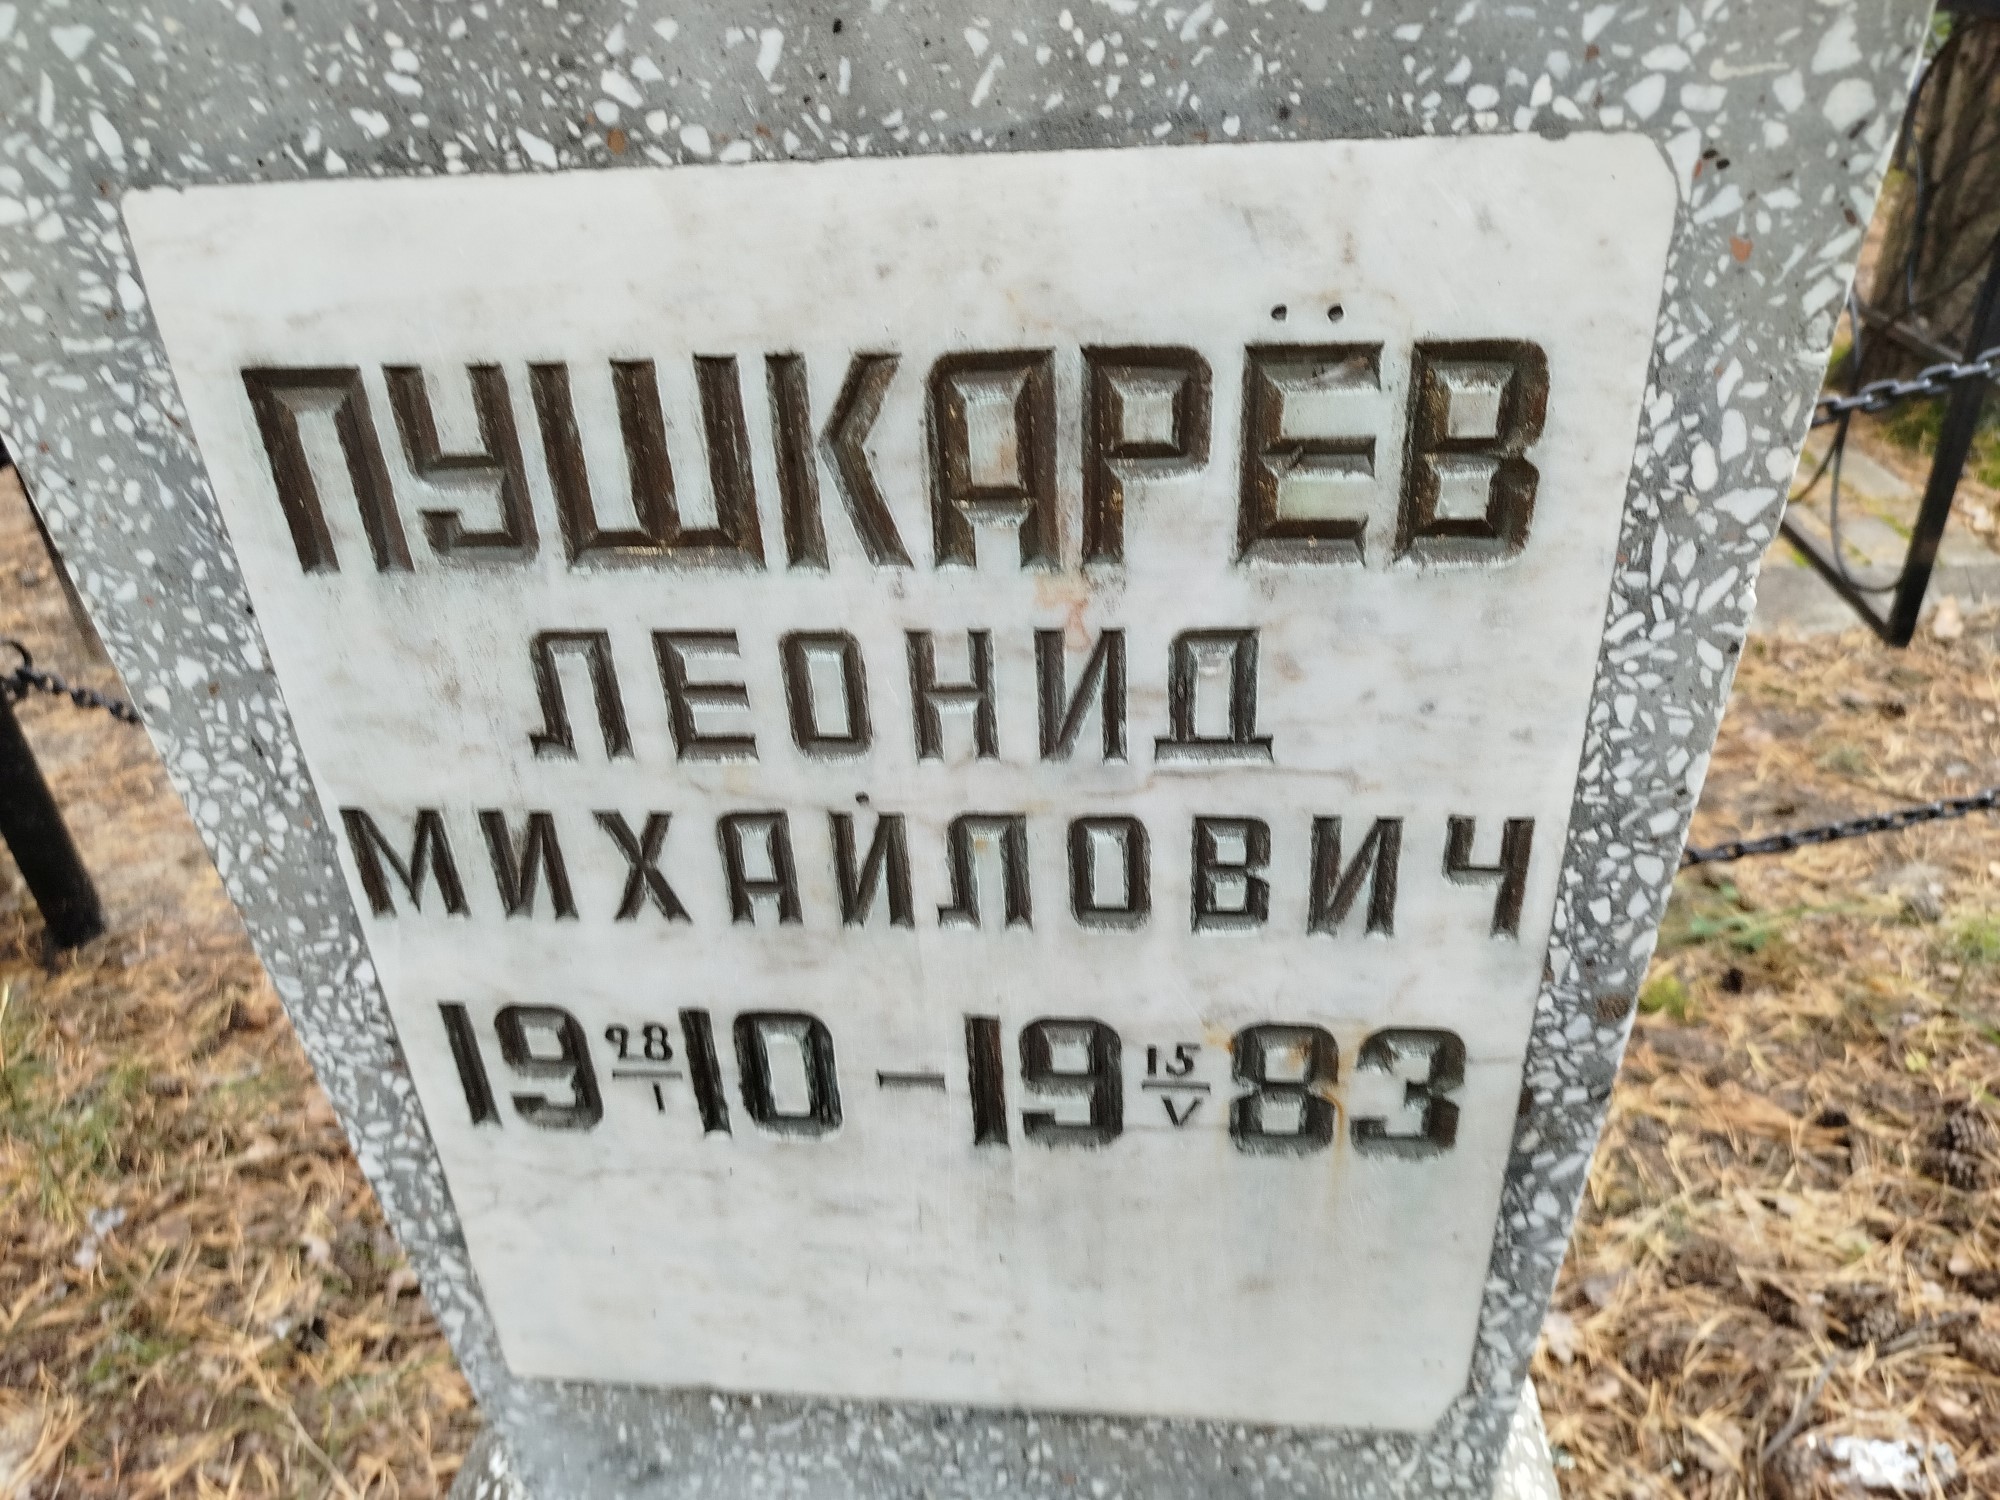 ПУШКАРЁВ
ЛЕОНИД
МИХАЙЛОВИЧ
19 28/I 10 – 19 15/V 83